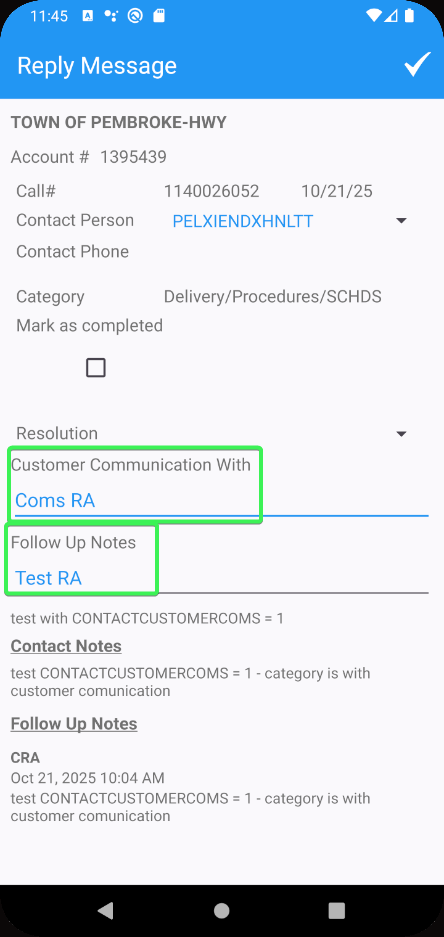 11:45
Reply Message
TOWN OF PEMBROKE-HWY
Account # 1395439
Call# 1140026052 10/21/25
Contact Person PELXIENDXHNLTT
Contact Phone
Category Delivery/Procedures/SCHDS
Mark as completed
Resolution
Customer Communication With
Coms RA
Follow Up Notes
Test RA
test with CONTACTCUSTOMERCOMS = 1
Contact Notes
test CONTACTCUSTOMERCOMS = 1 - category is with
customer comunication
Follow Up Notes
CRA
Oct 21, 2025 10:04 AM
test CONTACTCUSTOMERCOMS = 1 - category is with
customer comunication